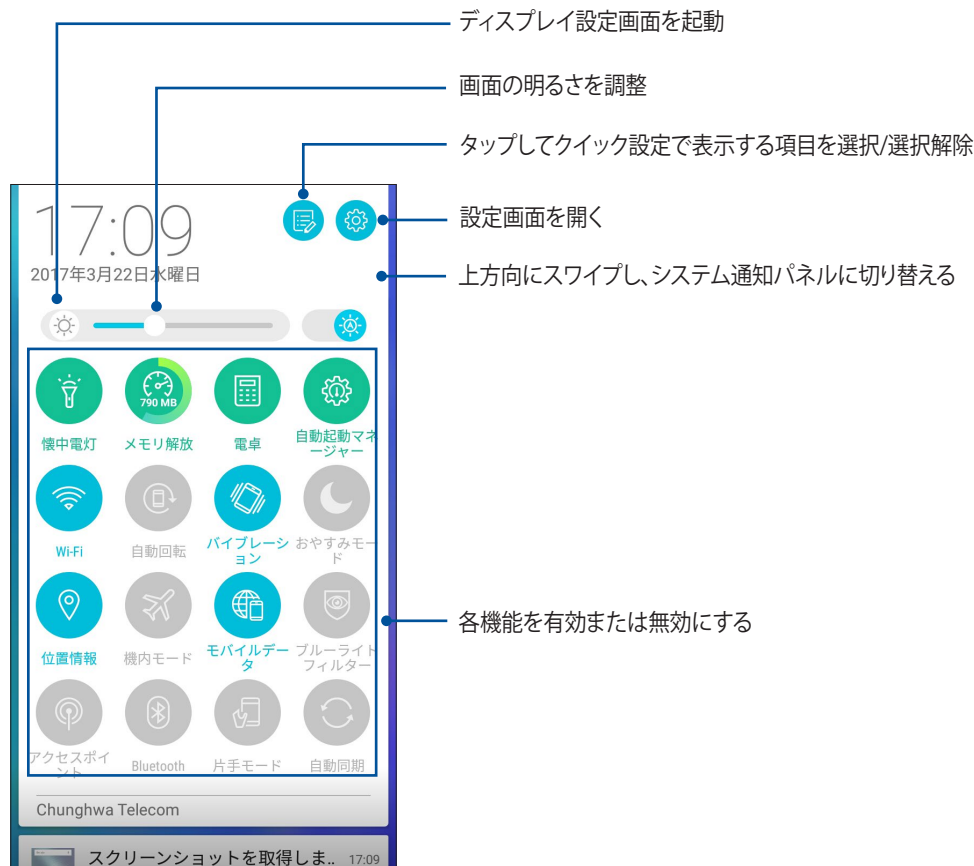 ディスプレイ設定画面を起動
画面の明るさを調整
タップしてクイック設定で表示する項目を選択/選択解除
17:09
設定画面を開く
2017年3月22日水曜日
上方向にスワイプし、システム通知パネルに切り替える
790 MB
懐中電灯
メモリ解放
電卓
自動起動マネ
ージャー
Wi-Fi
自動回転
バイブレーシ
ョン
おやすみモー
ド
各機能を有効または無効にする
位置情報
機内モード
モバイルデー
タ
ブルーライト
フィルター
アクセスポイ
ント
Bluetooth
片手モード
自動同期
Chunghwa Telecom
スクリーンショットを取得しま.. 17:09